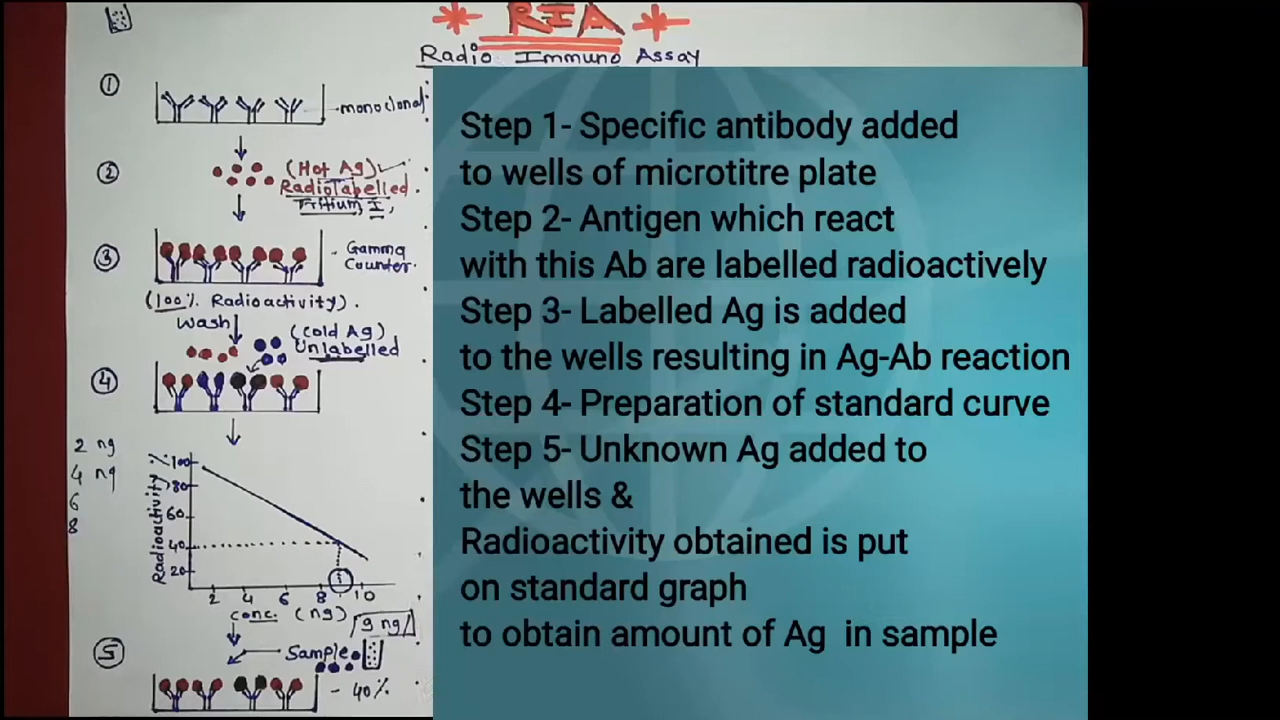 * RIA *
Radio Immuno Assay
①
monoclonal
② (Hot Ag)
Radiolabelled
Tritium, I,
③ - Gamma
Counter.
(100% Radioactivity).
Wash
(Cold Ag)
Unlabelled
④
2 ng
4 ng
6
8
Radioactivity %
100
80
60
40
20
2 4 6 8 10
conc. (ng)
9 ng
⑤ Sample
- 40%
Step 1- Specific antibody added
to wells of microtitre plate
Step 2- Antigen which react
with this Ab are labelled radioactively
Step 3- Labelled Ag is added
to the wells resulting in Ag-Ab reaction
Step 4- Preparation of standard curve
Step 5- Unknown Ag added to
the wells &
Radioactivity obtained is put
on standard graph
to obtain amount of Ag in sample